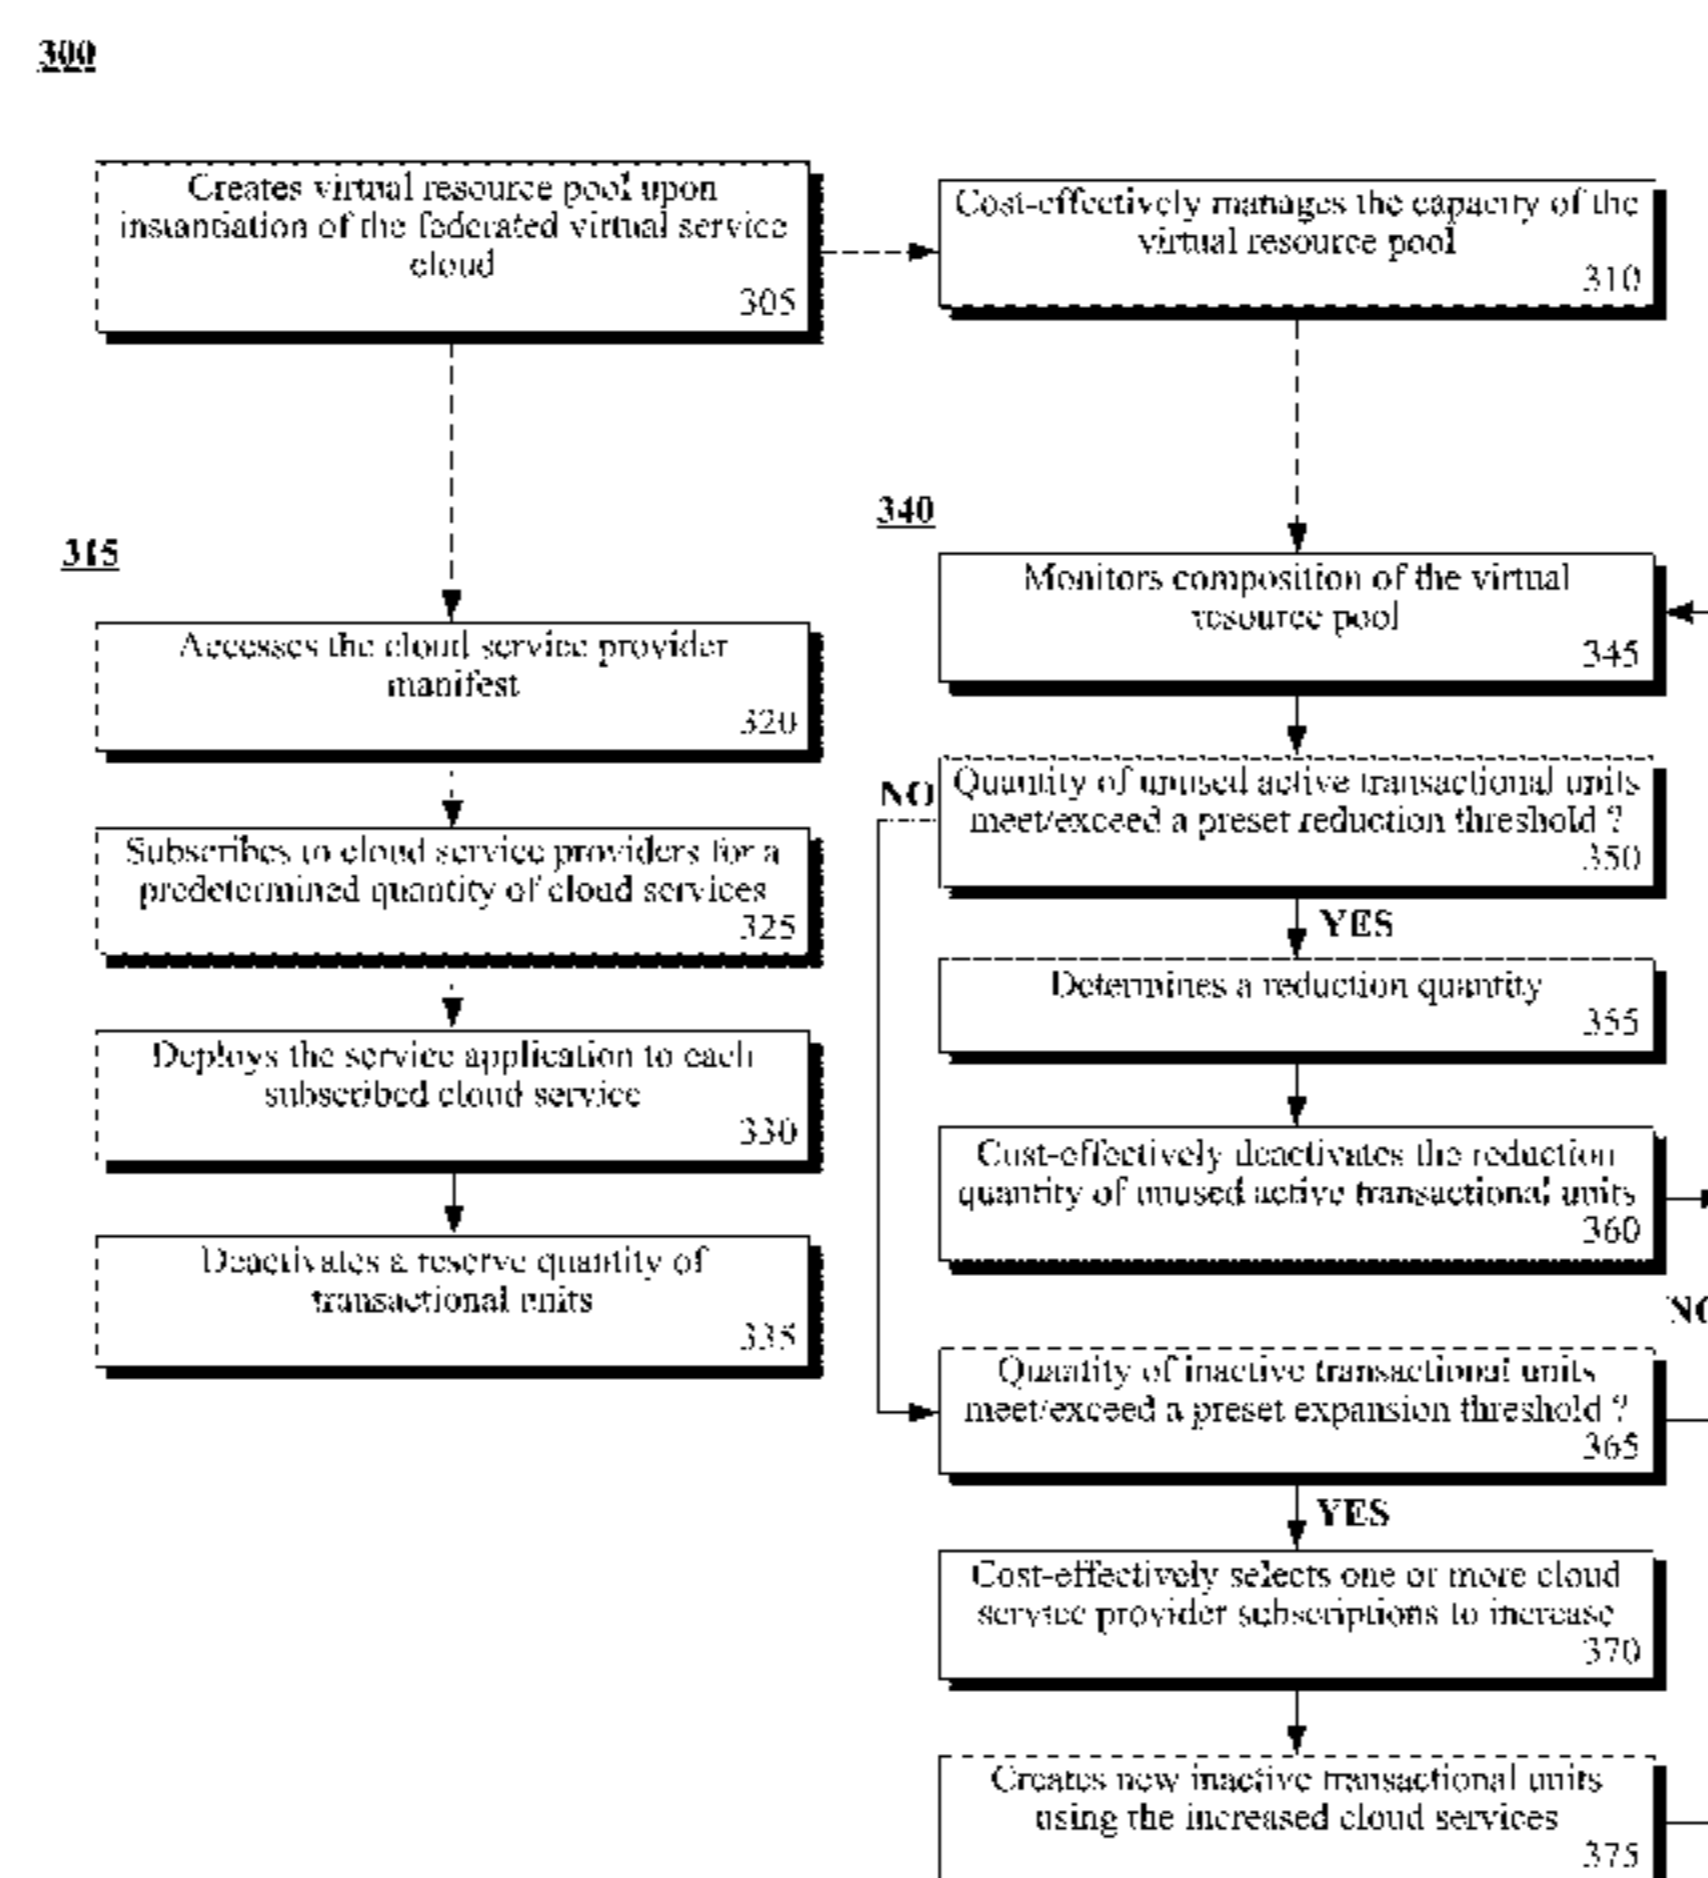 300
Creates virtual resource pool upon
instantiation of the federated virtual service
cloud
305
Cost-effectively manages the capacity of the
virtual resource pool
310
315
Accesses the cloud service provider
manifest
320
Subscribes to cloud service providers for a
predetermined quantity of cloud services
325
Deploys the service application to each
subscribed cloud service
330
Deactivates a reserve quantity of
transactional units
335
340
Monitors composition of the virtual
resource pool
345
NO
Quantity of unused active transactional units
meet/exceed a preset reduction threshold ?
350
YES
Determines a reduction quantity
355
Cost-effectively deactivates the reduction
quantity of unused active transactional units
360
NO
Quantity of inactive transactional units
meet/exceed a preset expansion threshold ?
365
YES
Cost-effectively selects one or more cloud
service provider subscriptions to increase
370
Creates new inactive transactional units
using the increased cloud services
375